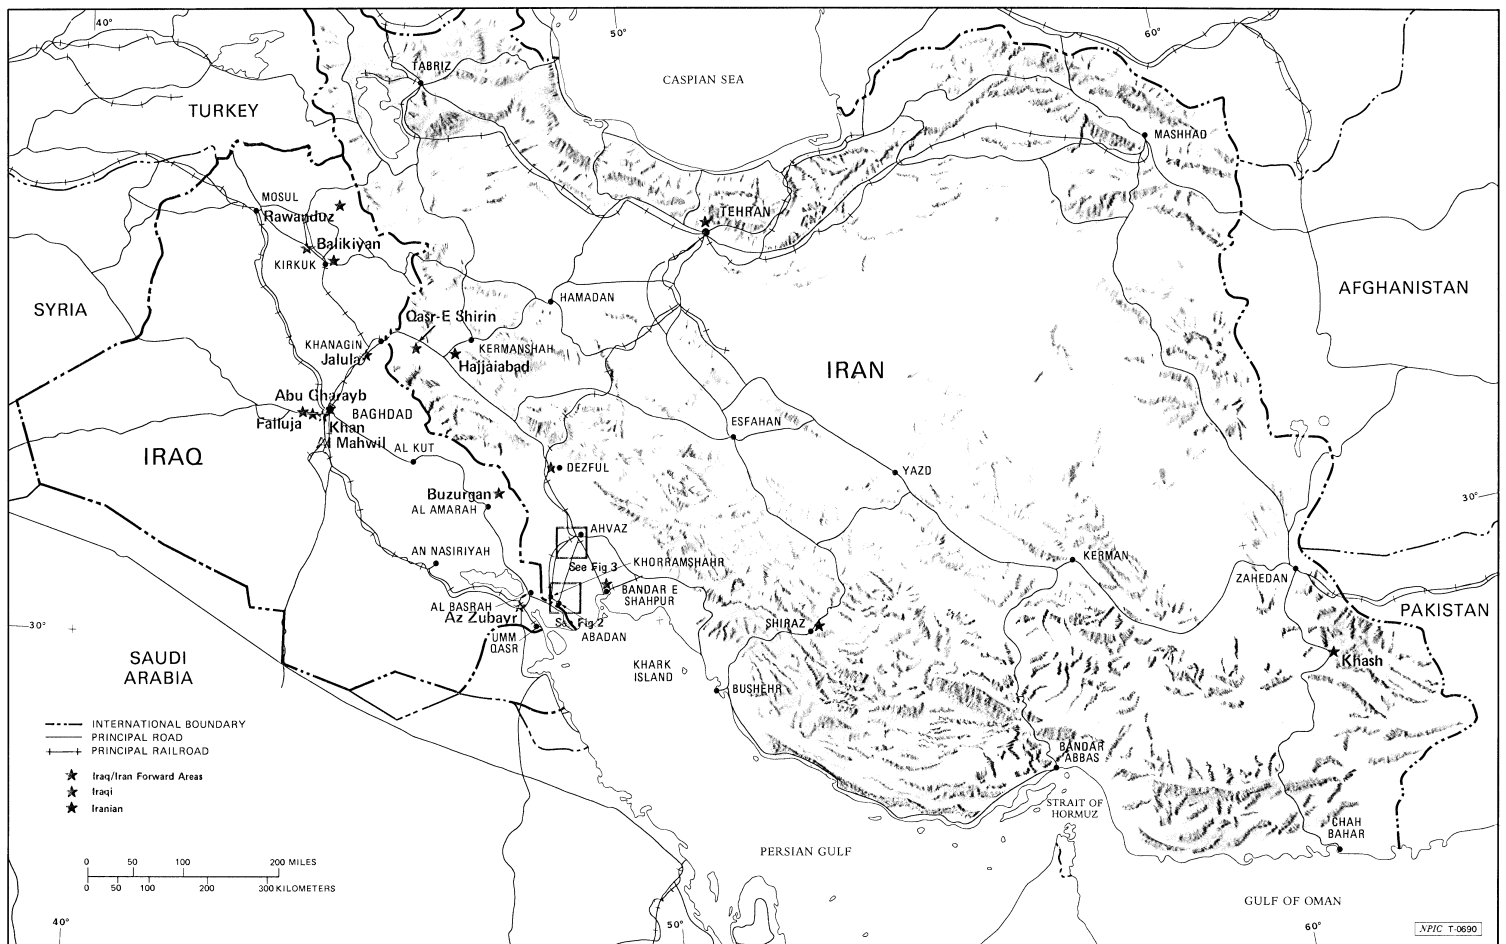 40°
50°
60°
TABRIZ
CASPIAN SEA
TURKEY
MASHHAD
MOSUL
Rawanduz
TEHRAN
Balikiyan
KIRKUK
SYRIA
AFGHANISTAN
HAMADAN
Qasr-E Shirin
KHANAGIN
Jalula
KERMANSHAH
Hajjaiabad
IRAN
Abu Gharayb
BAGHDAD
Falluja
Khan
Mahwil
ESFAHAN
AL KUT
IRAQ
DEZFUL
YAZD
Buzurgan
AL AMARAH
30°
AHVAZ
AN NASIRIYAH
See Fig 3
KHORRAMSHAHR
KERMAN
ZAHEDAN
BANDAR E
SHAHPUR
AL BASRAH
Az Zubayr
See Fig 2
PAKISTAN
30°
UMM
QASR
ABADAN
SHIRAZ
SAUDI
ARABIA
KHARK
ISLAND
Khash
BUSHEHR
INTERNATIONAL BOUNDARY
PRINCIPAL ROAD
PRINCIPAL RAILROAD
Iraq/Iran Forward Areas
Iraqi
Iranian
BANDAR
ABBAS
STRAIT OF
HORMUZ
CHAH
BAHAR
PERSIAN GULF
0 50 100 200 MILES
0 50 100 200 300 KILOMETERS
GULF OF OMAN
40°
50°
60°
NPIC T-0690